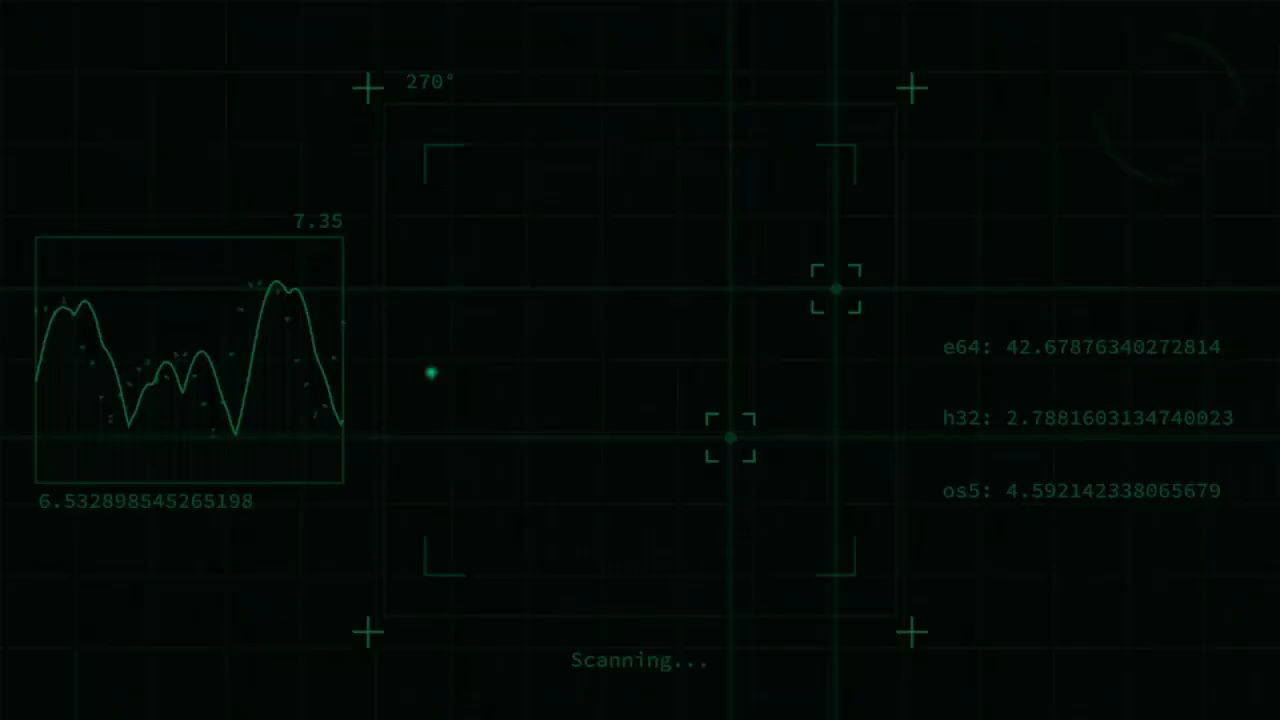 270°
7.35
e64: 42.67876340272814
h32: 2.7881603134740023
os5: 4.592142338065679
6.532898545265198
Scanning...